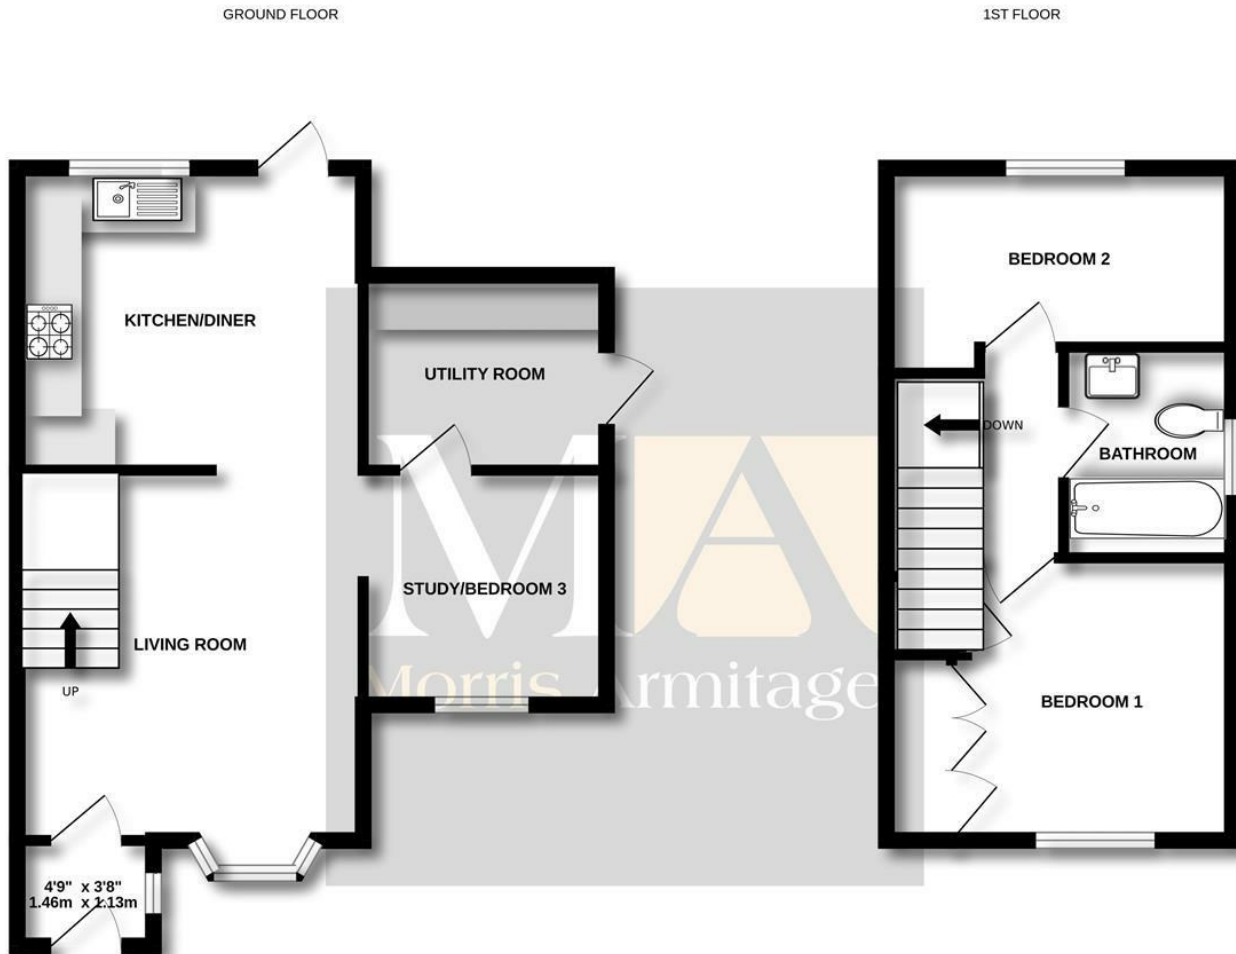 GROUND FLOOR
1ST FLOOR
KITCHEN/DINER
UTILITY ROOM
STUDY/BEDROOM 3
LIVING ROOM
UP
4'9" x 3'8"
1.46m x 1.13m
BEDROOM 2
DOWN
BATHROOM
BEDROOM 1
MA
Morris Armitage